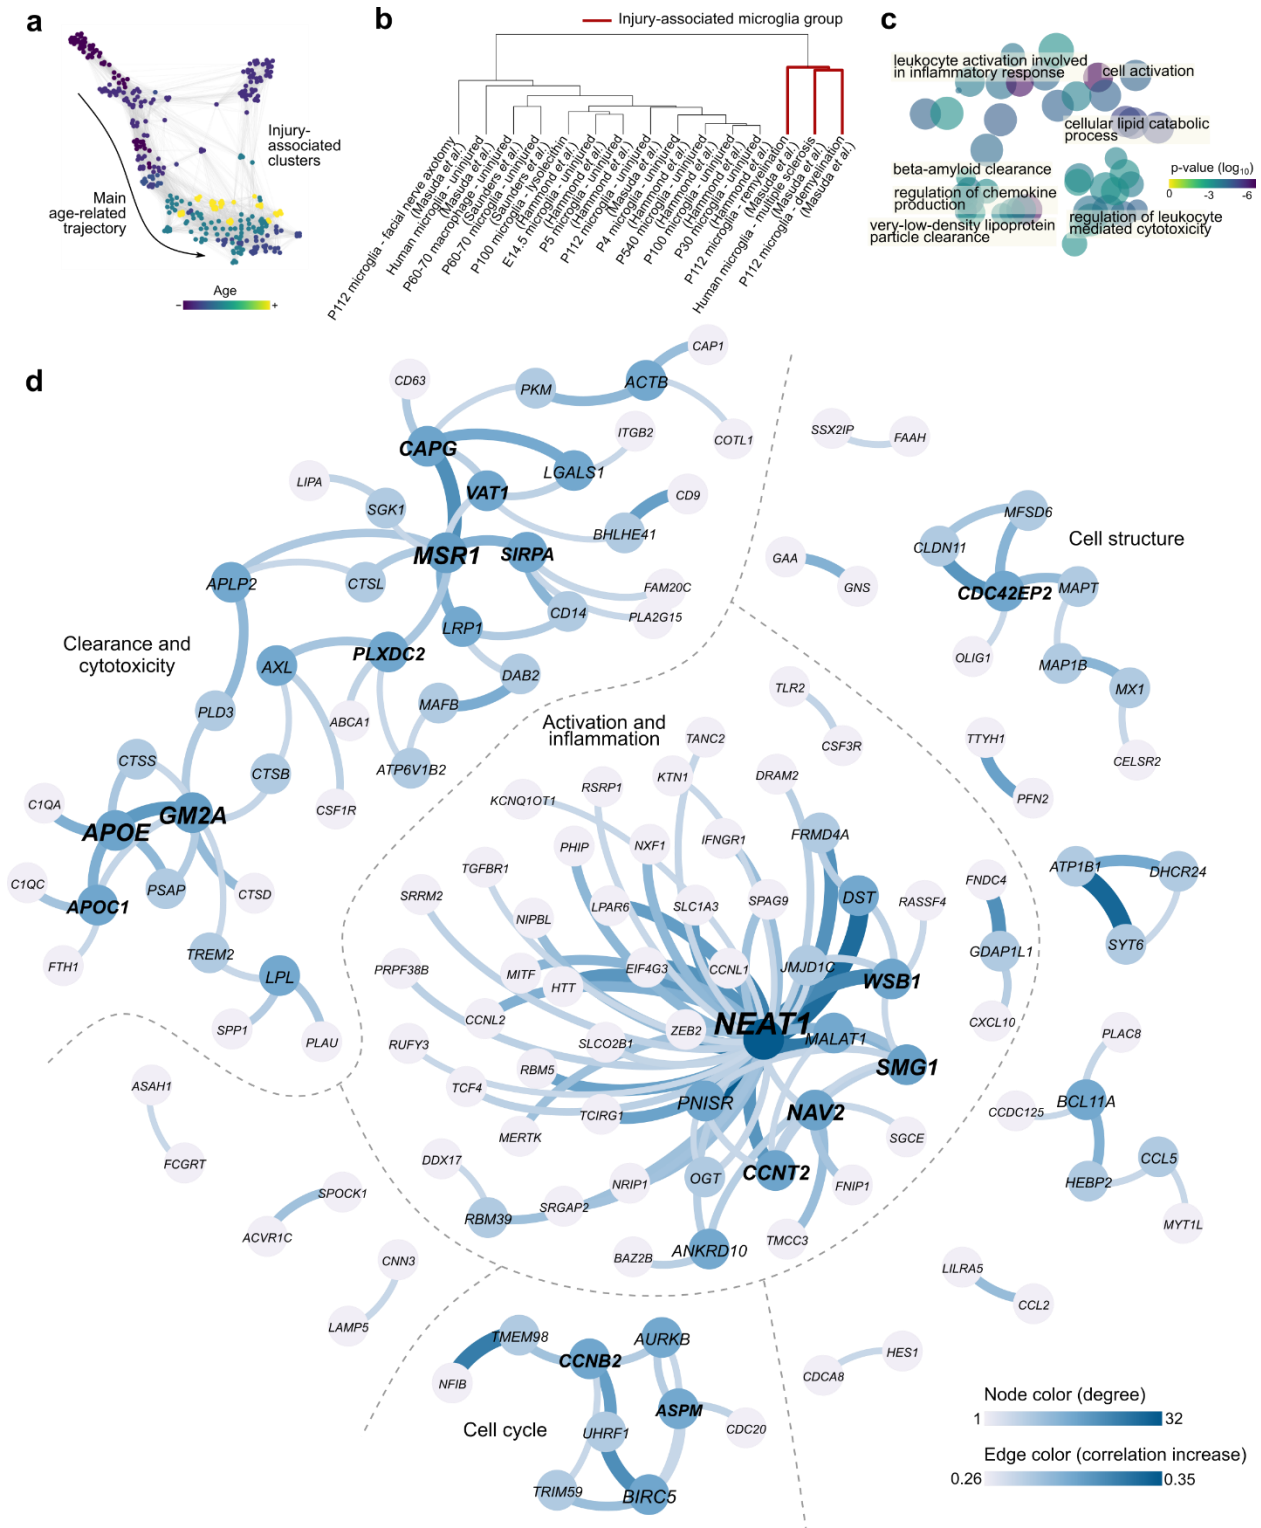 a
Injury-
associated
clusters
Main
age-related
trajectory
Age
-
+
b
Injury-associated microglia group
P112 microglia - facial nerve axotomy
(Masuda et al.)
Human microglia - uninjured
(Masuda et al.)
P60-70 macrophages - uninjured
(Saunders et al.)
P60-70 microglia - uninjured
(Saunders et al.)
P100 microglia - lysolecithin
(Hammond et al.)
E14.5 microglia - uninjured
(Hammond et al.)
P5 microglia - uninjured
(Hammond et al.)
P112 microglia - uninjured
(Masuda et al.)
P4 microglia - uninjured
(Hammond et al.)
P540 microglia - uninjured
(Hammond et al.)
P100 microglia - uninjured
(Hammond et al.)
P30 microglia - uninjured
(Hammond et al.)
P112 microglia - remyelination
(Masuda et al.)
Human microglia - multiple sclerosis
(Masuda et al.)
P112 microglia - demyelination
(Masuda et al.)
c
leukocyte activation involved
in inflammatory response
cell activation
cellular lipid catabolic
process
beta-amyloid clearance
regulation of chemokine
production
very-low-density lipoprotein
particle clearance
regulation of leukocyte
mediated cytotoxicity
p-value (log10)
0 -3 -6
d
CAP1
CD63
PKM
ACTB
ITGB2
COTL1
CAPG
LGALS1
LIPA
VAT1
CD9
SGK1
BHLHE41
MSR1
SIRPA
APLP2
CTSL
FAM20C
CD14
PLA2G15
LRP1
Clearance and
cytotoxicity
AXL
PLXDC2
DAB2
MAFB
PLD3
ABCA1
CTSS
CTSB
ATP6V1B2
C1QA
CSF1R
GM2A
APOE
C1QC
PSAP
CTSD
APOC1
TREM2
FTH1
LPL
SPP1
PLAU
SSX2IP
FAAH
MFSD6
CLDN11
Cell structure
GAA
GNS
CDC42EP2
MAPT
OLIG1
MAP1B
MX1
TTYH1
CELSR2
PFN2
ATP1B1
DHCR24
SYT6
FNDC4
GDAP1L1
CXCL10
PLAC8
BCL11A
CCDC125
CCL5
HEBP2
MYT1L
LILRA5
CCL2
HES1
CDCA8
Activation and
inflammation
TLR2
CSF3R
TANC2
KTN1
DRAM2
RSRP1
KCNQ1OT1
FRMD4A
IFNGR1
NXF1
PHIP
TGFBR1
SRRM2
DST
RASSF4
SPAG9
SLC1A3
LPAR6
NIPBL
PRPF38B
MITF
EIF4G3
CCNL1
JMJD1C
HTT
WSB1
CCNL2
ZEB2
NEAT1
MALAT1
RUFY3
SLCO2B1
RBM5
SMG1
TCF4
TCIRG1
PNISR
NAV2
MERTK
SGCE
DDX17
NRIP1
OGT
CCNT2
FNIP1
SRGAP2
RBM39
TMCC3
BAZ2B
ANKRD10
ASAH1
FCGRT
SPOCK1
ACVR1C
CNN3
LAMP5
TMEM98
AURKB
CCNB2
NFIB
ASPM
CDC20
Cell cycle
UHRF1
TRIM59
BIRC5
Node color (degree)
1 32
Edge color (correlation increase)
0.26 0.35